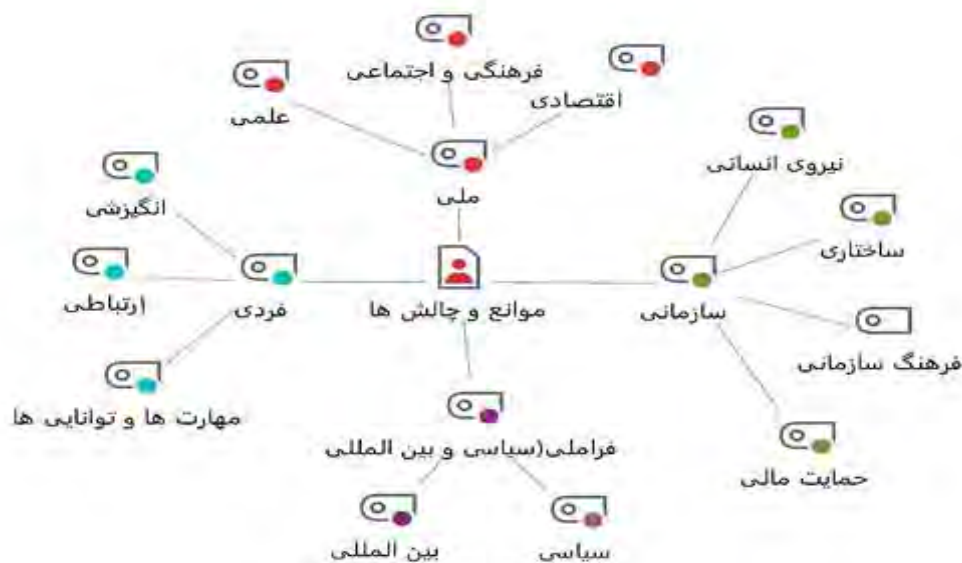 فرهنگی و اجتماعی
اقتصادی
علمی
ملی
نیروی انسانی
انگیزشی
ساختاری
ارتباطی
فردی
موانع و چالش ها
سازمانی
فرهنگ سازمانی
مهارت ها و توانایی ها
فراملی(سیاسی و بین المللی
حمایت مالی
بین المللی
سیاسی